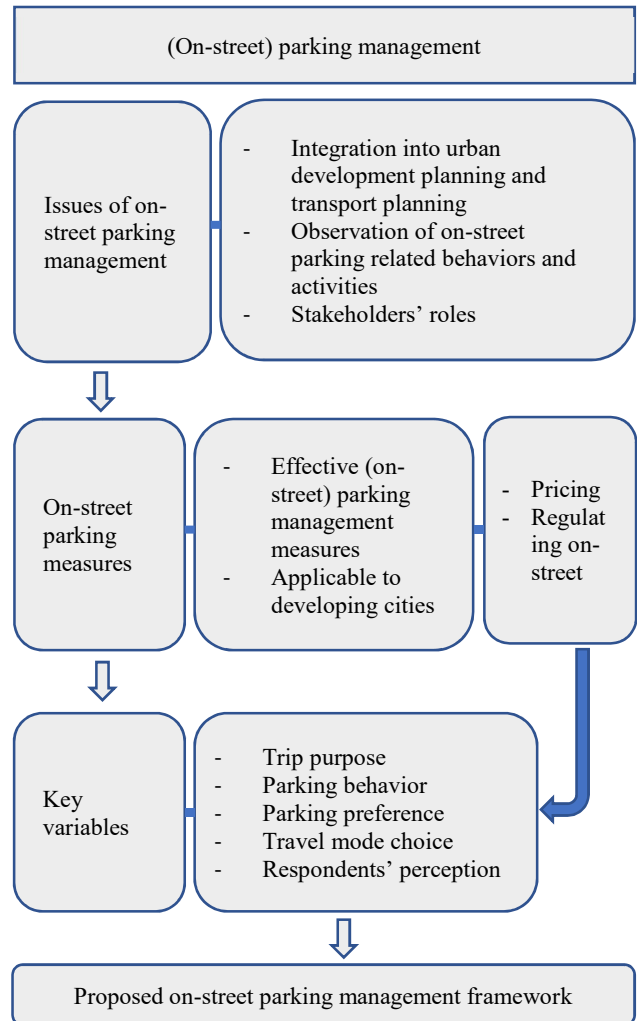 (On-street) parking management
Issues of on-
street parking
management
- Integration into urban
development planning and
transport planning
- Observation of on-street
parking related behaviors and
activities
- Stakeholders’ roles
On-street
parking
measures
- Effective (on-
street) parking
management
measures
- Applicable to
developing cities
- Pricing
- Regulat
ing on-
street
Key
variables
- Trip purpose
- Parking behavior
- Parking preference
- Travel mode choice
- Respondents’ perception
Proposed on-street parking management framework